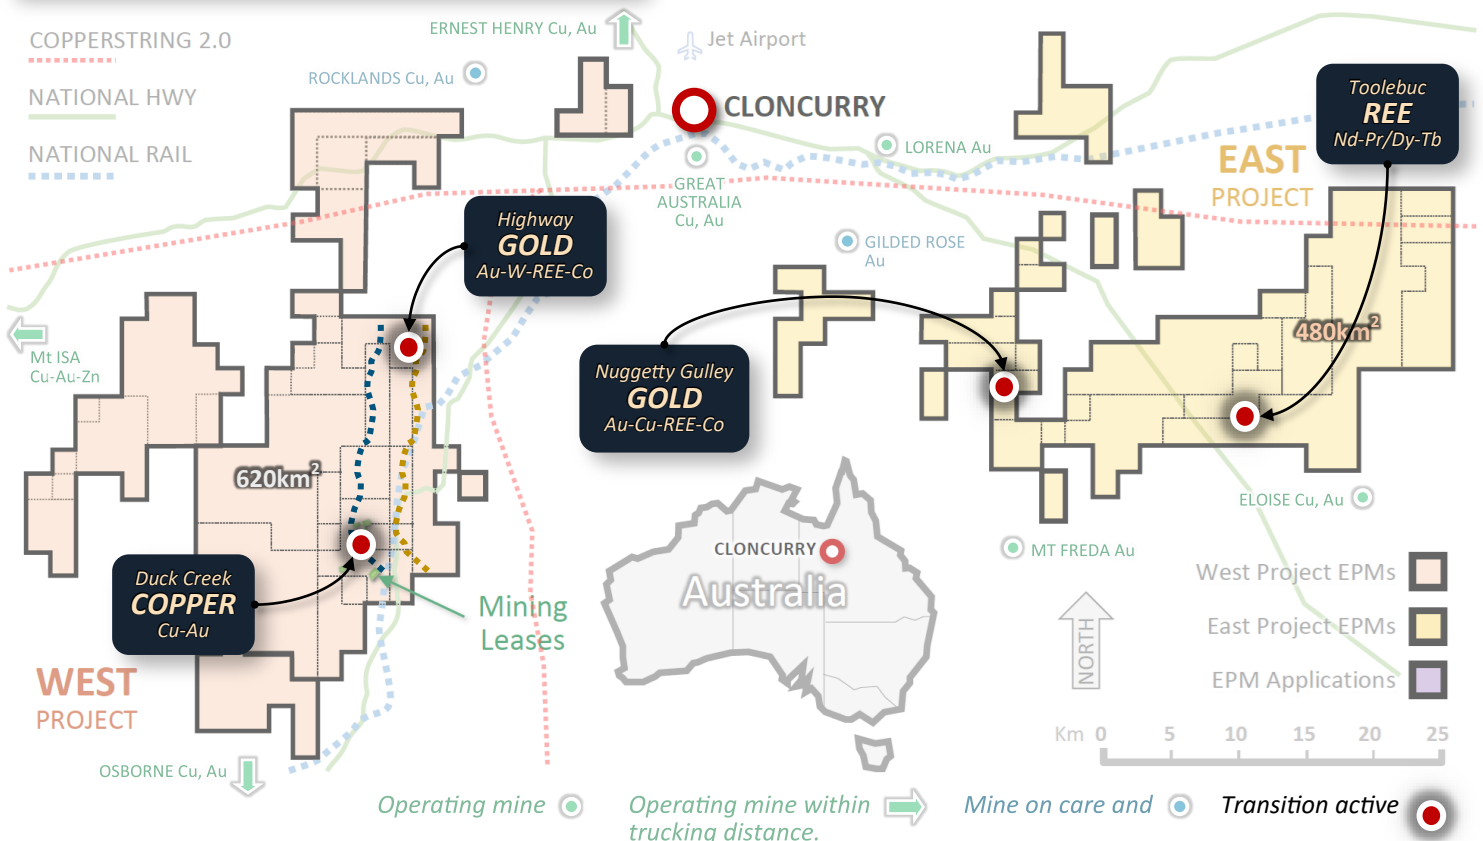 COPPERSTRING 2.0
NATIONAL HWY
NATIONAL RAIL
ERNEST HENRY Cu, Au
ROCKLANDS Cu, Au
Jet Airport
CLONCURRY
LORENA Au
GREAT
AUSTRALIA
Cu, Au
GILDED ROSE
Au
Toolebuc
REE
Nd-Pr/Dy-Tb
EAST
PROJECT
Highway
GOLD
Au-W-REE-Co
Mt ISA
Cu-Au-Zn
Nuggetty Gulley
GOLD
Au-Cu-REE-Co
480km²
620km²
ELOISE Cu, Au
MT FREDA Au
CLONCURRY
Australia
Duck Creek
COPPER
Cu-Au
Mining
Leases
WEST
PROJECT
OSBORNE Cu, Au
NORTH
West Project EPMs
East Project EPMs
EPM Applications
Km 0 5 10 15 20 25
Operating mine
Operating mine within
trucking distance.
Mine on care and
Transition active